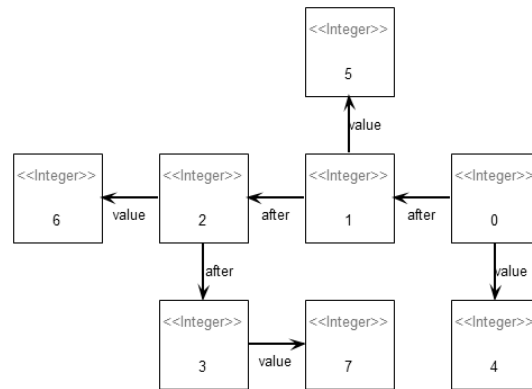 <<Integer>>
5
value
<<Integer>>
6
value
<<Integer>>
2
after
<<Integer>>
1
after
<<Integer>>
0
after
value
<<Integer>>
3
value
<<Integer>>
7
<<Integer>>
4